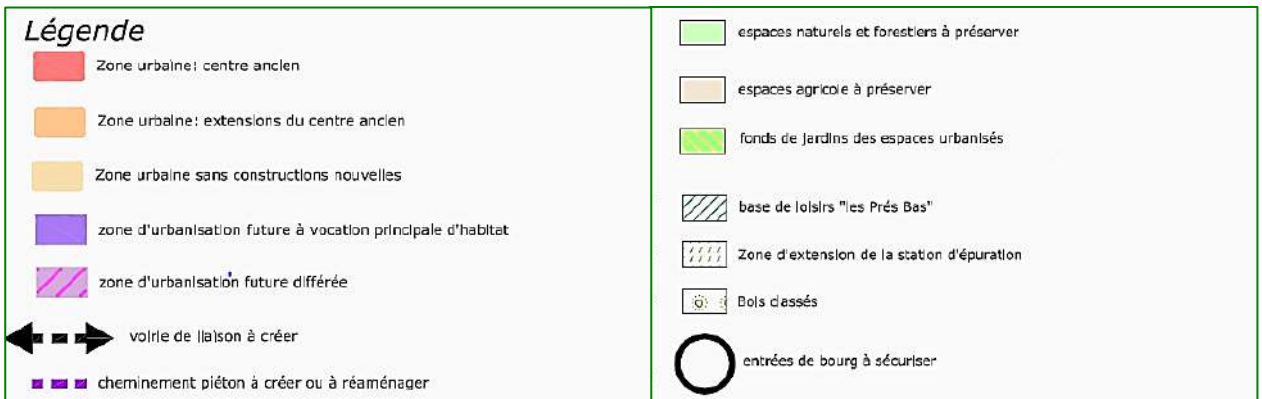 Légende
Zone urbaine: centre ancien
Zone urbaine: extensions du centre ancien
Zone urbaine sans constructions nouvelles
zone d'urbanisation future à vocation principale d'habitat
zone d'urbanisation future différée
voirie de liaison à créer
cheminement piéton à créer ou à réaménager
espaces naturels et forestiers à préserver
espaces agricole à préserver
fonds de jardins des espaces urbanisés
base de loisirs "les Prés Bas"
Zone d'extension de la station d'épuration
Bois classés
entrées de bourg à sécuriser